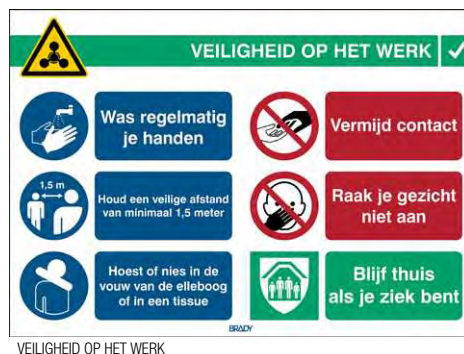 VEILIGHEID OP HET WERK
Was regelmatig
je handen
Vermijd contact
1,5 m
Houd een veilige afstand
van minimaal 1,5 meter
Raak je gezicht
niet aan
Hoest of nies in de
vouw van de elleboog
of in een tissue
Blijf thuis
als je ziek bent
BRADY
VEILIGHEID OP HET WERK